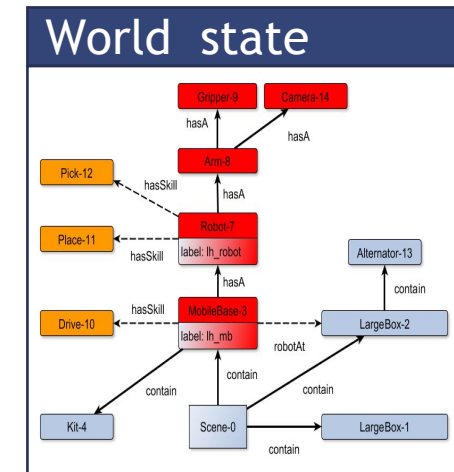 World state
Gripper-9
Camera-14
hasA
hasA
Arm-8
Pick-12
hasSkill
hasA
Robot-7
Place-11
label: lh_robot
Alternator-13
hasSkill
hasA
contain
hasSkill
MobileBase-3
Drive-10
LargeBox-2
label: lh_mb
robotAt
contain
contain
contain
Kit-4
Scene-0
LargeBox-1
contain